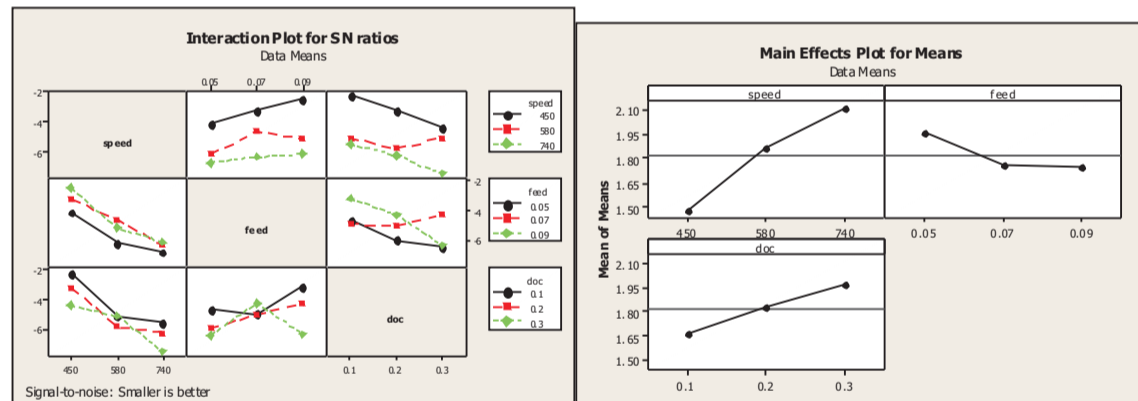 Interaction Plot for SN ratios
Data Means
0.05 0.07 0.09
-2
-4
-6
speed
speed
450
580
740
feed
-2
-4
-6
feed
0.05
0.07
0.09
-2
-4
-6
doc
doc
0.1
0.2
0.3
450 580 740
0.1 0.2 0.3
Signal-to-noise: Smaller is better
Main Effects Plot for Means
Data Means
speed feed
2.10
1.95
1.80
1.65
1.50
Mean of Means
450 580 740
0.05 0.07 0.09
doc
2.10
1.95
1.80
1.65
1.50
0.1 0.2 0.3